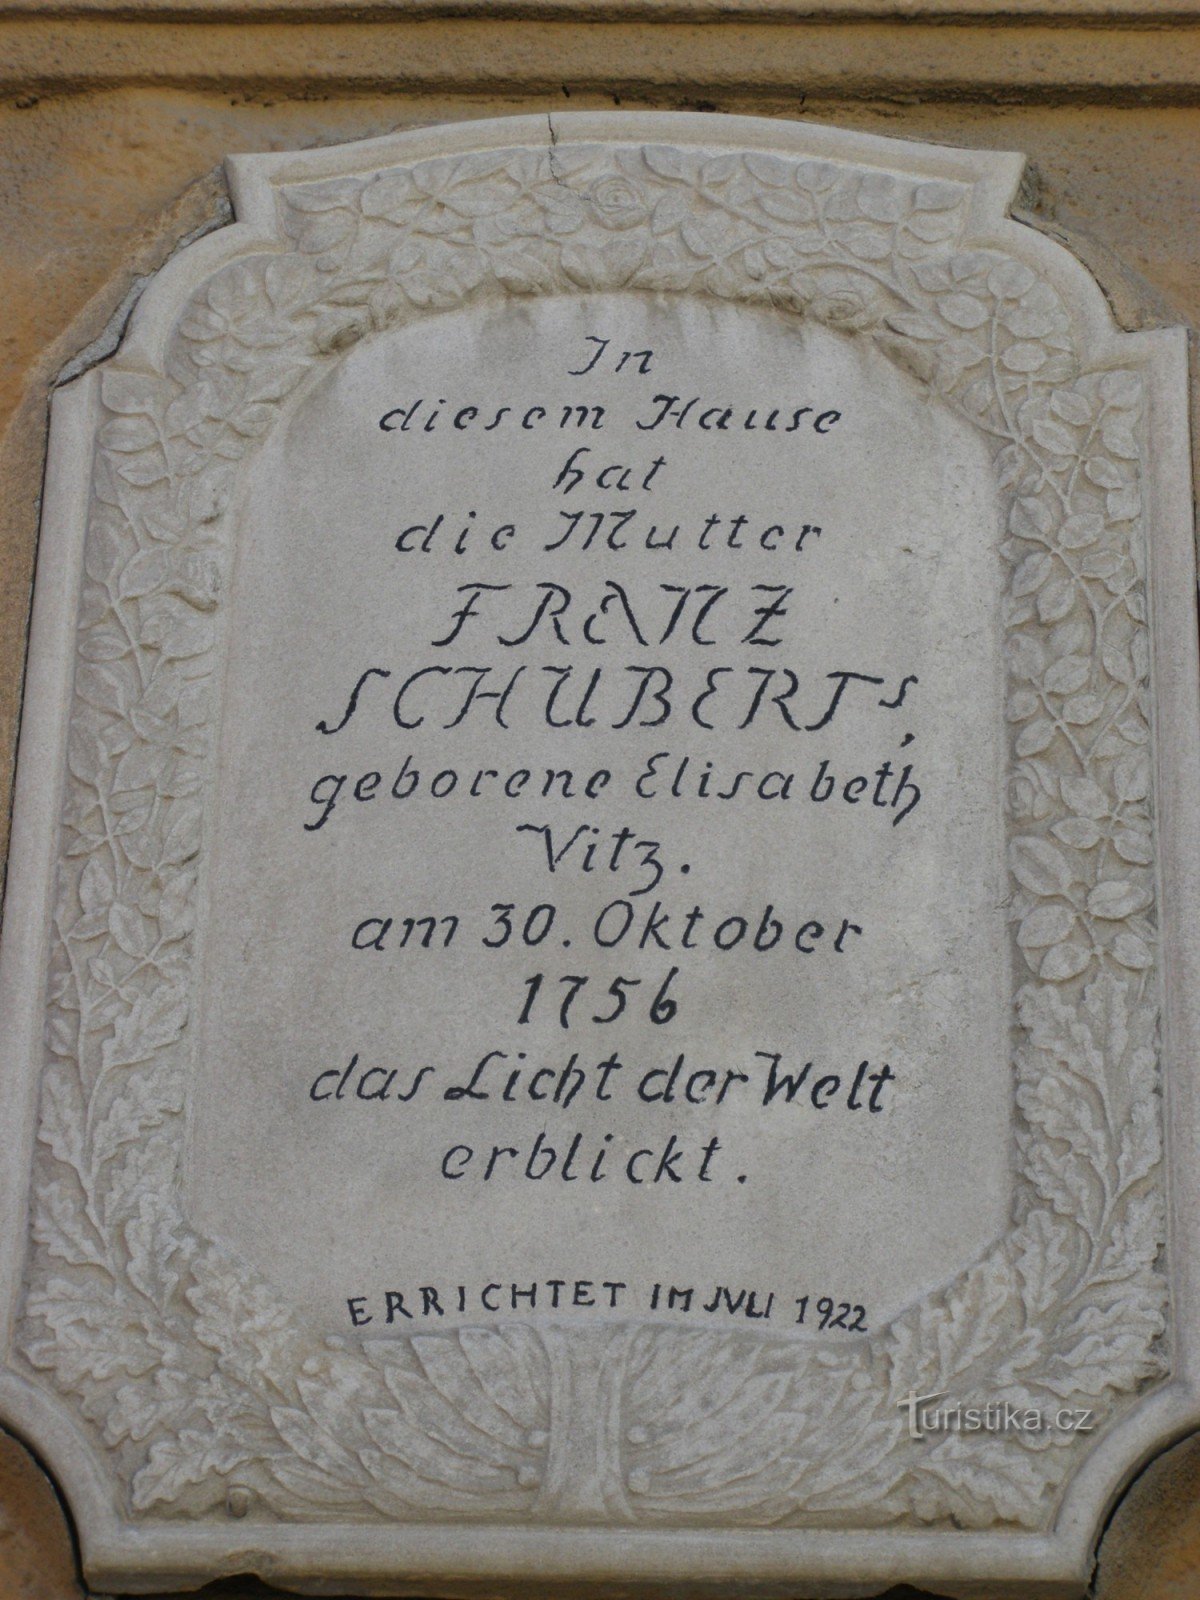 In
diesem Hause
hat
die Mutter
FRANZ
SCHUBERTs,
geborene Elisabeth
Vitz.
am 30. Oktober
1756
das Licht der Welt
erblickt.
ERRICHTET IM JVLI 1922
Turistika.cz